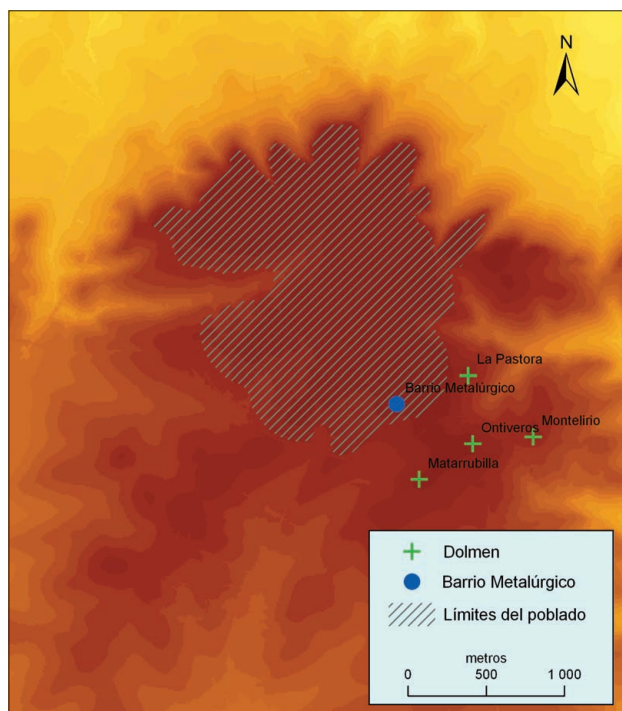 N
La Pastora
Barrio Metalúrgico
Ontiveros
Montelirio
Matarrubilla
Dolmen
Barrio Metalúrgico
Límites del poblado
metros
0 500 1 000